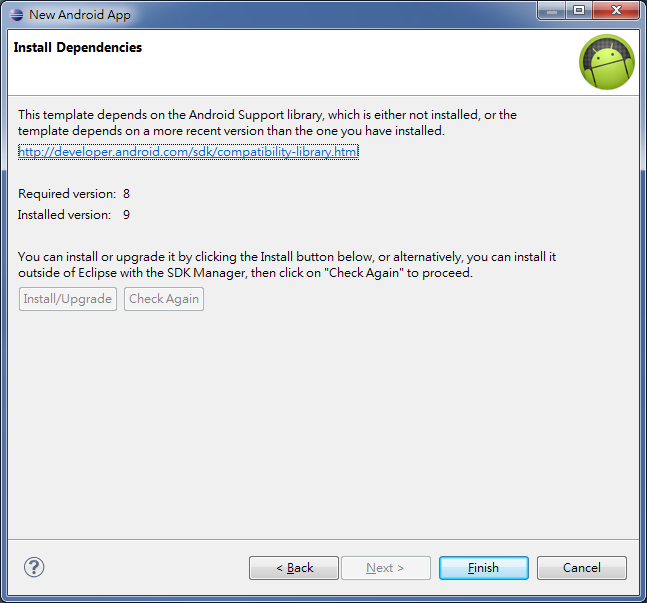 New Android App
Install Dependencies
This template depends on the Android Support library, which is either not installed, or the
template depends on a more recent version than the one you have installed.
http://developer.android.com/sdk/compatibility-library.html
Required version: 8
Installed version: 9
You can install or upgrade it by clicking the Install button below, or alternatively, you can install it
outside of Eclipse with the SDK Manager, then click on "Check Again" to proceed.
Install/Upgrade Check Again
? < Back Next > Finish Cancel